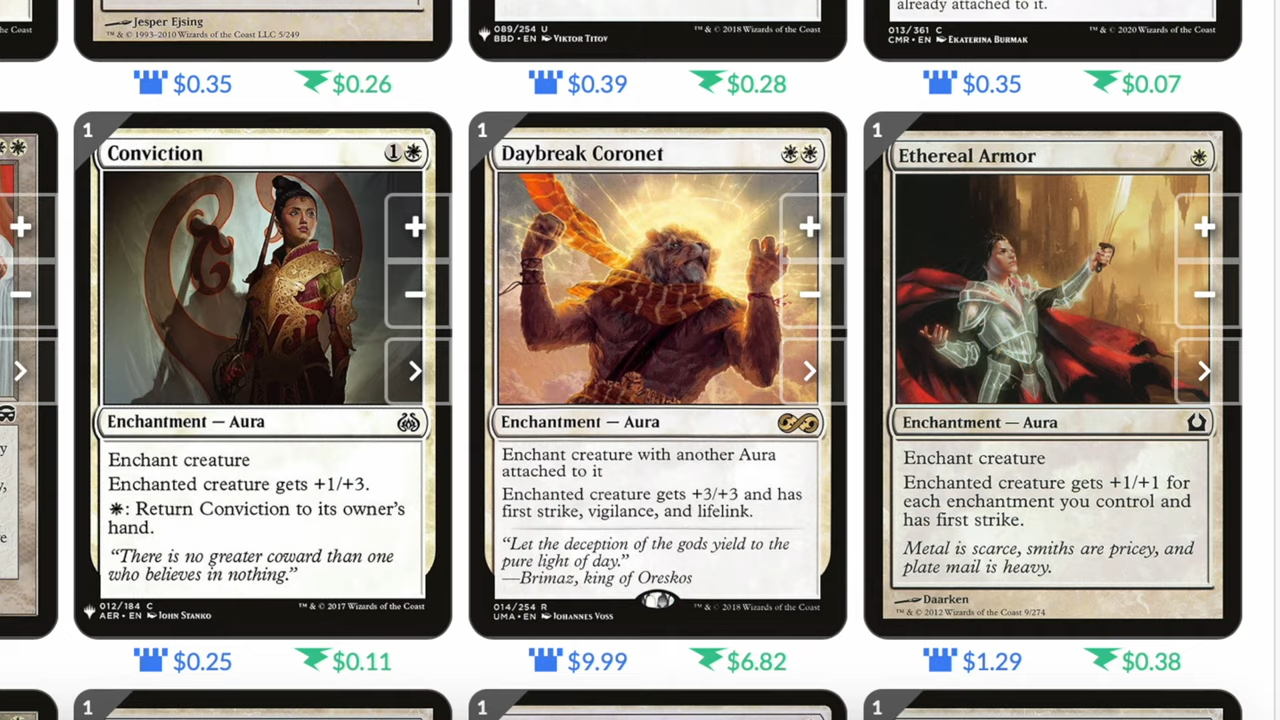 he Coast
Jesper Ejsing
™ & © 1993-2010 Wizards of the Coast LLC 5/249
089/254 U
BBD • EN Viktor Titov
™ & © 2018 Wizards of the Coast
already attached to it.
013/361 C
CMR • EN Ekaterina Burmak
™ & © 2020 Wizards of the Coast
$0.35
$0.26
$0.39
$0.28
$0.35
$0.07
1
Conviction
1
Enchantment — Aura
Enchant creature
Enchanted creature gets +1/+3.
: Return Conviction to its owner's
hand.
“There is no greater coward than one
who believes in nothing.”
012/184 C
AER • EN John Stanko
™ & © 2017 Wizards of the Coast
1
Daybreak Coronet
Enchantment — Aura
Enchant creature with another Aura
attached to it
Enchanted creature gets +3/+3 and has
first strike, vigilance, and lifelink.
“Let the deception of the gods yield to the
pure light of day.”
—Brimaz, king of Oreskos
014/254 R
UMA • EN Johannes Voss
™ & © 2018 Wizards of the Coast
1
Ethereal Armor
Enchantment — Aura
Enchant creature
Enchanted creature gets +1/+1 for
each enchantment you control and
has first strike.
Metal is scarce, smiths are pricey, and
plate mail is heavy.
Daarken
™ & © 2012 Wizards of the Coast 9/274
$0.25
$0.11
$9.99
$6.82
$1.29
$0.38
1
1
1